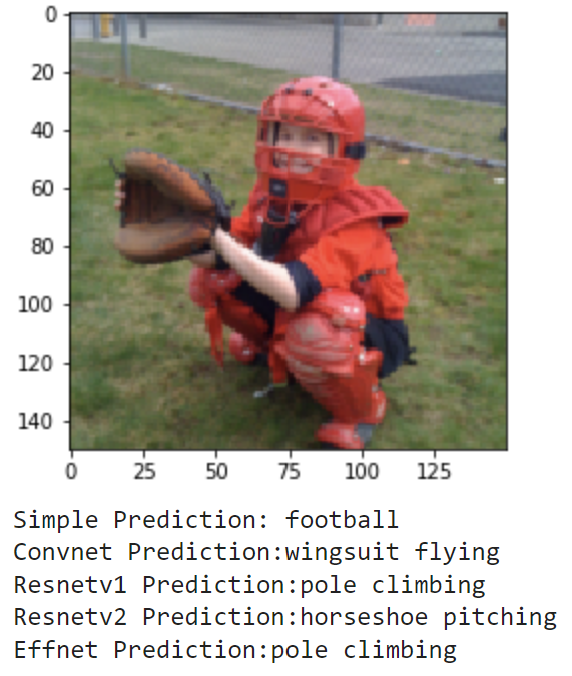 0
20
40
60
80
100
120
140
0 25 50 75 100 125
Simple Prediction: football
Convnet Prediction:wingsuit flying
Resnetv1 Prediction:pole climbing
Resnetv2 Prediction:horseshoe pitching
Effnet Prediction:pole climbing